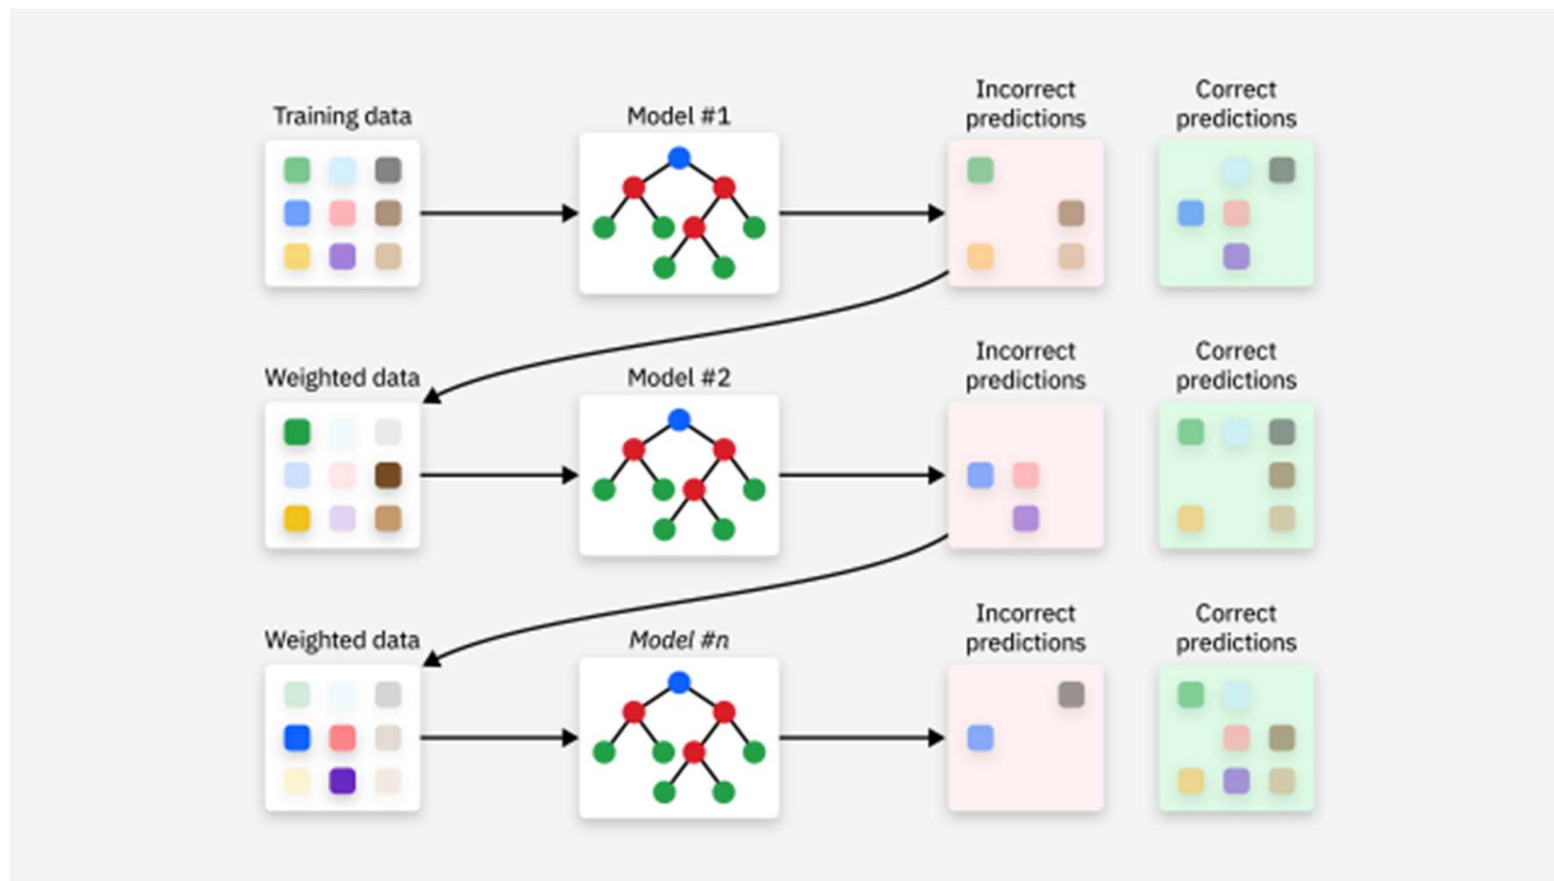 Training data
Model #1
Incorrect
predictions
Correct
predictions
Weighted data
Model #2
Incorrect
predictions
Correct
predictions
Weighted data
Model #n
Incorrect
predictions
Correct
predictions